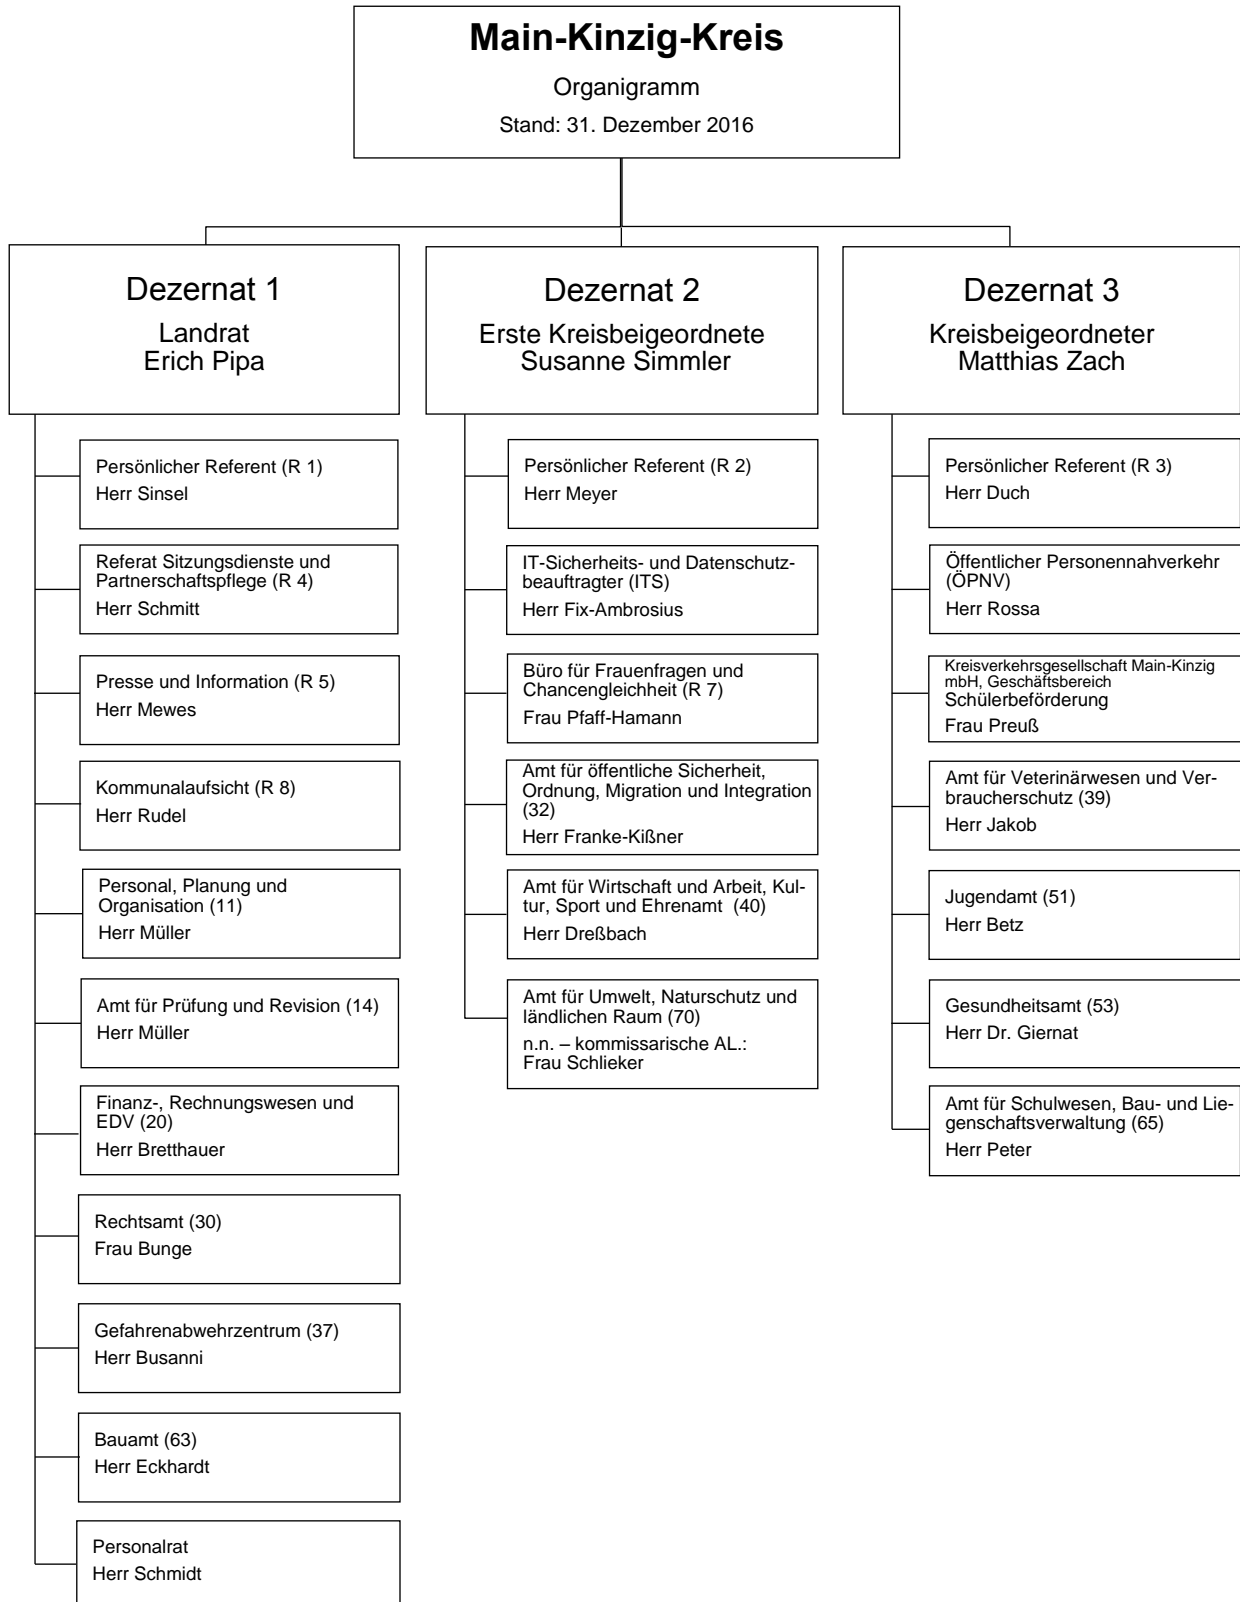 Main-Kinzig-Kreis
Organigramm
Stand: 31. Dezember 2016
Dezernat 1
Landrat
Erich Pipa
Persönlicher Referent (R 1)
Herr Sinsel
Referat Sitzungsdienste und
Partnerschaftspflege (R 4)
Herr Schmitt
Presse und Information (R 5)
Herr Mewes
Kommunalaufsicht (R 8)
Herr Rudel
Personal, Planung und
Organisation (11)
Herr Müller
Amt für Prüfung und Revision (14)
Herr Müller
Finanz-, Rechnungswesen und
EDV (20)
Herr Bretthauer
Rechtsamt (30)
Frau Bunge
Gefahrenabwehrzentrum (37)
Herr Busanni
Bauamt (63)
Herr Eckhardt
Personalrat
Herr Schmidt
Dezernat 2
Erste Kreisbeigeordnete
Susanne Simmler
Persönlicher Referent (R 2)
Herr Meyer
IT-Sicherheits- und Datenschutz-
beauftragter (ITS)
Herr Fix-Ambrosius
Büro für Frauenfragen und
Chancengleichheit (R 7)
Frau Pfaff-Hamann
Amt für öffentliche Sicherheit,
Ordnung, Migration und Integration
(32)
Herr Franke-Kißner
Amt für Wirtschaft und Arbeit, Kul-
tur, Sport und Ehrenamt (40)
Herr Dreßbach
Amt für Umwelt, Naturschutz und
ländlichen Raum (70)
n.n. – kommissarische AL.:
Frau Schlieker
Dezernat 3
Kreisbeigeordneter
Matthias Zach
Persönlicher Referent (R 3)
Herr Duch
Öffentlicher Personennahverkehr
(ÖPNV)
Herr Rossa
Kreisverkehrsgesellschaft Main-Kinzig
mbH, Geschäftsbereich
Schülerbeförderung
Frau Preuß
Amt für Veterinärwesen und Ver-
braucherschutz (39)
Herr Jakob
Jugendamt (51)
Herr Betz
Gesundheitsamt (53)
Herr Dr. Giernat
Amt für Schulwesen, Bau- und Lie-
genschaftsverwaltung (65)
Herr Peter